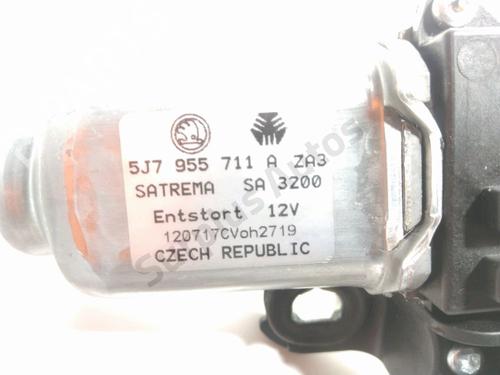 5J7 955 711 A ZA3
SATREMA SA 3200
Entstort 12V
120717CVoh2719
CZECH REPUBLIC